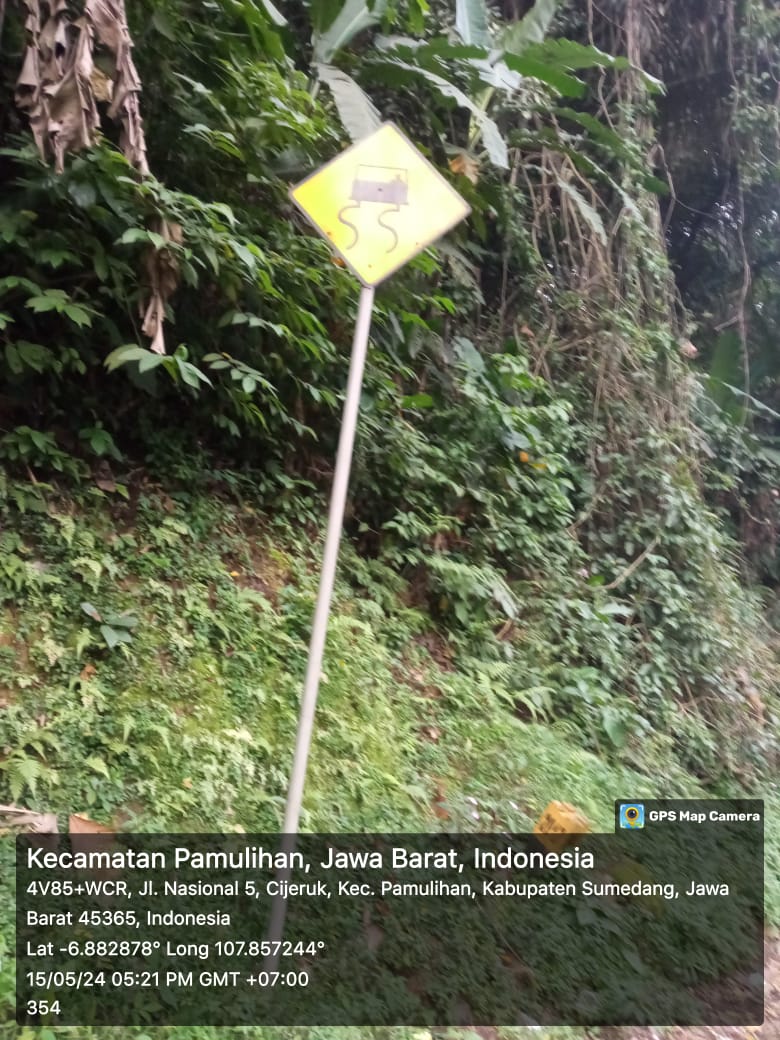 GPS Map Camera
Kecamatan Pamulihan, Jawa Barat, Indonesia
4V85+WCR, Jl. Nasional 5, Cijeruk, Kec. Pamulihan, Kabupaten Sumedang, Jawa
Barat 45365, Indonesia
Lat -6.882878° Long 107.857244°
15/05/24 05:21 PM GMT +07:00
354